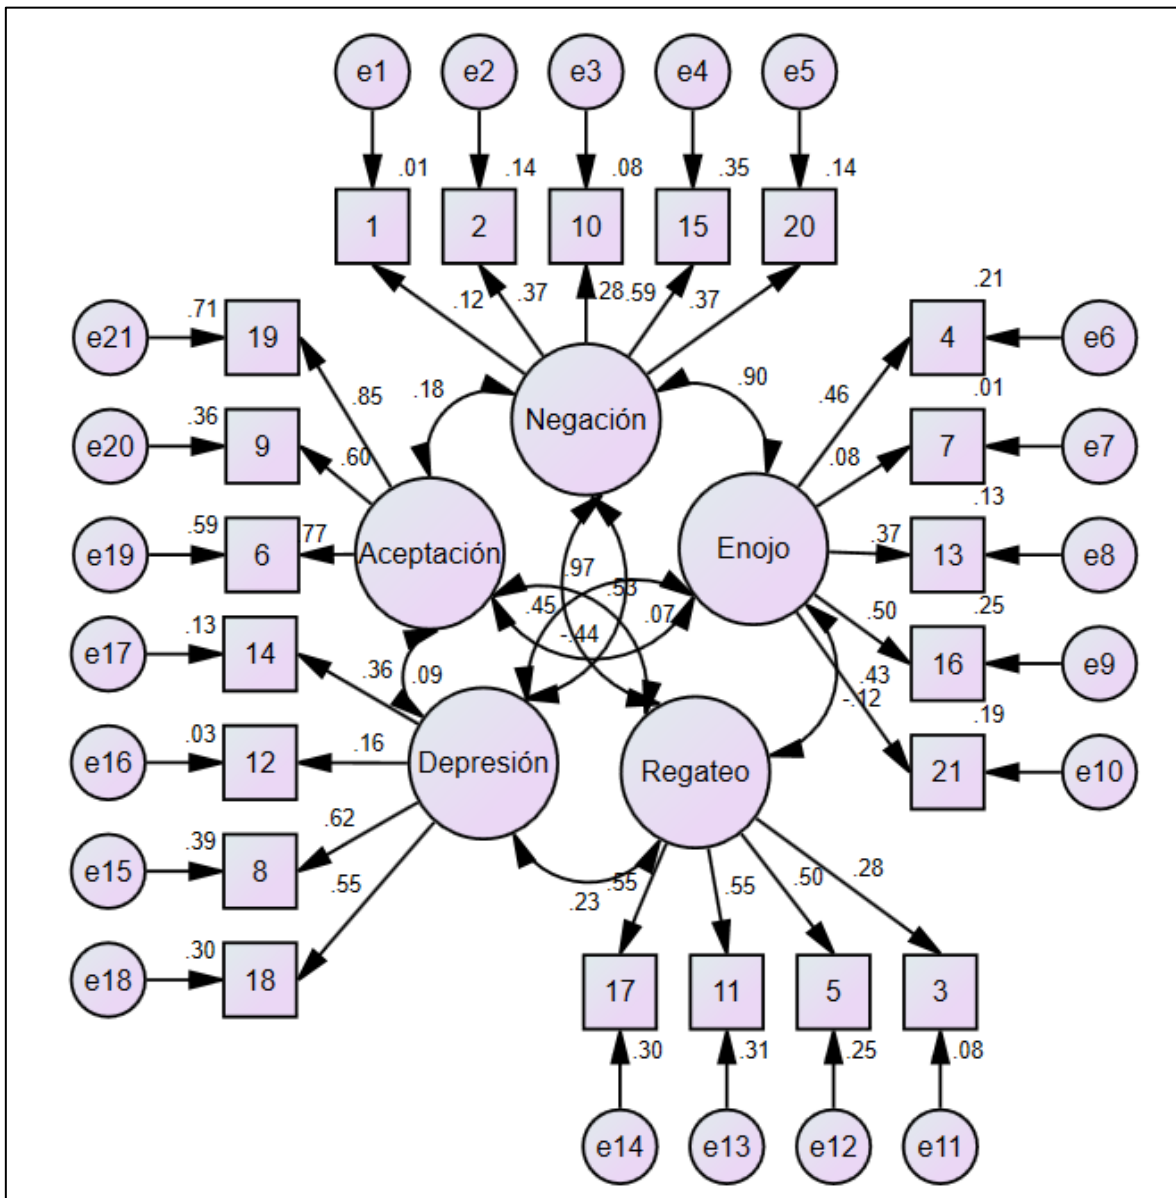 e1 e2 e3 e4 e5
.01 .14 .08 .35 .14
1 2 10 15 20
.12 .37 .28 .59 .37
.21
.71 19 4 e6
e21
.85 .18 Negación .90 .46 .01
.36 9 7 e7
e20
.60 .08 .13
.59 6 .77 Aceptación Enojo .37 13 e8
e19
.97 .53
.45 .07 .50 .25
-.44
.13 14 .36 .09 .43 16 e9
e17
-.12 .19
.03 12 .16 Depresión Regateo 21 e10
e16
.62
.39 8 .55 .23 .55 .55 .50 .28
e15
.30 18
e18
17 11 5 3
.30 .31 .25 .08
e14 e13 e12 e11